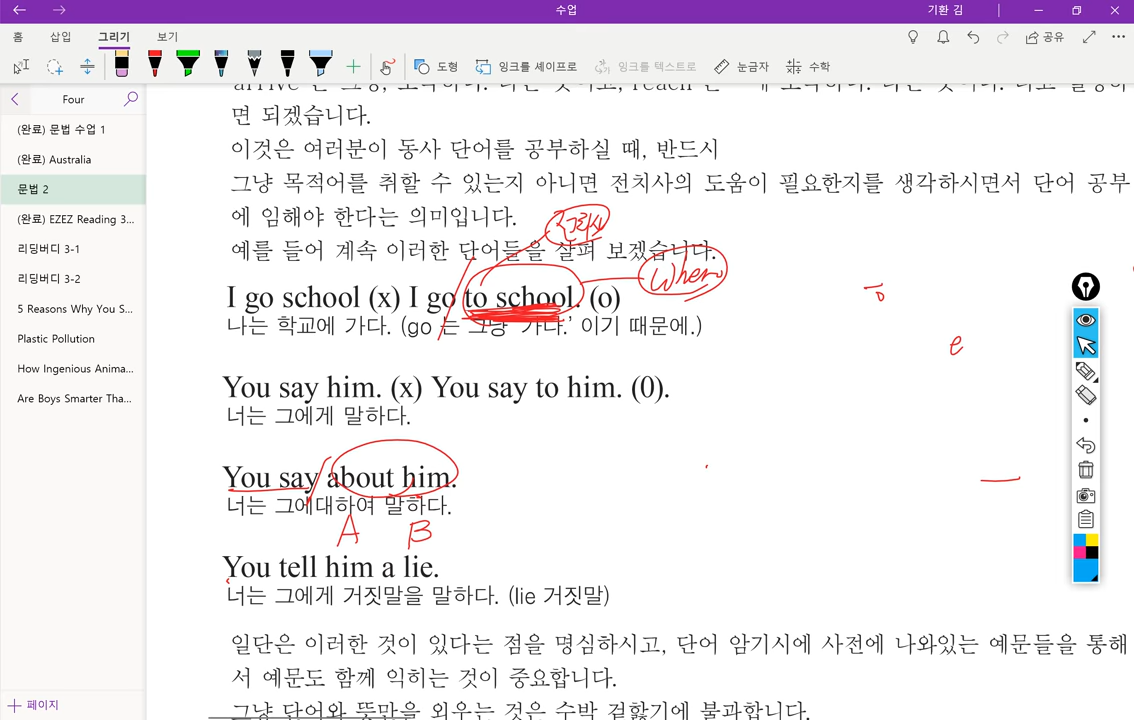 수업
기환 김
홈 삽입 그리기 보기
공유
도형 잉크를 셰이프로 잉크를 텍스트로 눈금자 수학
Four
(완료) 문법 수업 1
(완료) Australia
문법 2
(완료) EZEZ Reading 3...
리딩버디 3-1
리딩버디 3-2
5 Reasons Why You S...
Plastic Pollution
How Ingenious Anima...
Are Boys Smarter Tha...
페이지
면 되겠습니다.
이것은 여러분이 동사 단어를 공부하실 때, 반드시
그냥 목적어를 취할 수 있는지 아니면 전치사의 도움이 필요한지를 생각하시면서 단어 공부
에 임해야 한다는 의미입니다.
전치사
예를 들어 계속 이러한 단어들을 살펴 보겠습니다.
Where
I go school (x) I go to school. (o)
to
나는 학교에 가다. (go 는 그냥 '가다.' 이기 때문에.)
e
You say him. (x) You say to him. (0).
너는 그에게 말하다.
You say about him.
너는 그에대하여 말하다.
A B
You tell him a lie.
너는 그에게 거짓말을 말하다. (lie 거짓말)
일단은 이러한 것이 있다는 점을 명심하시고, 단어 암기시에 사전에 나와있는 예문들을 통해
서 예문도 함께 익히는 것이 중요합니다.
그냥 단어와 뜻만을 외우는 것은 수박 겉핥기에 불과합니다.